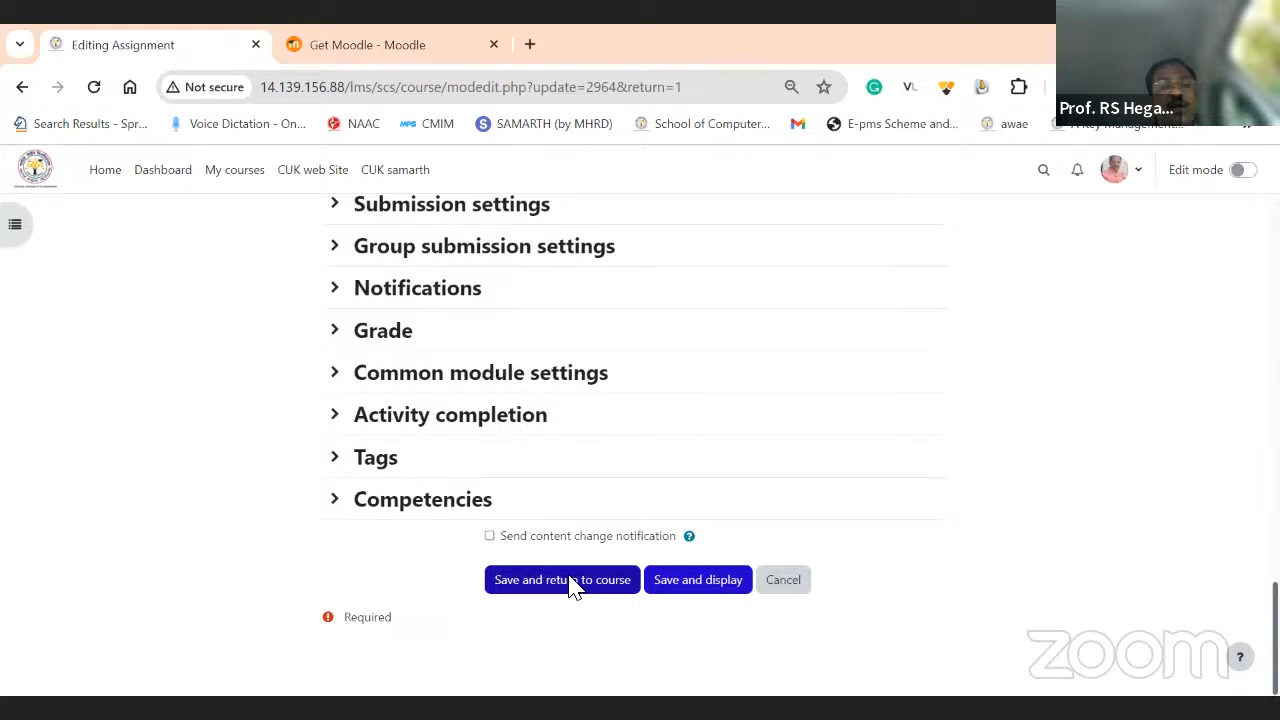 Editing Assignment
Get Moodle - Moodle
Not secure
14.139.156.88/lms/scs/course/modedit.php?update=2964&return=1
Prof. RS Hega...
Search Results - Spr...
Voice Dictation - On...
NAAC
CMIM
SAMARTH (by MHRD)
School of Computer...
E-pms Scheme and...
awae
Home
Dashboard
My courses
CUK web Site
CUK samarth
Edit mode
Submission settings
Group submission settings
Notifications
Grade
Common module settings
Activity completion
Tags
Competencies
Send content change notification
Save and return to course
Save and display
Cancel
Required
zoom
?